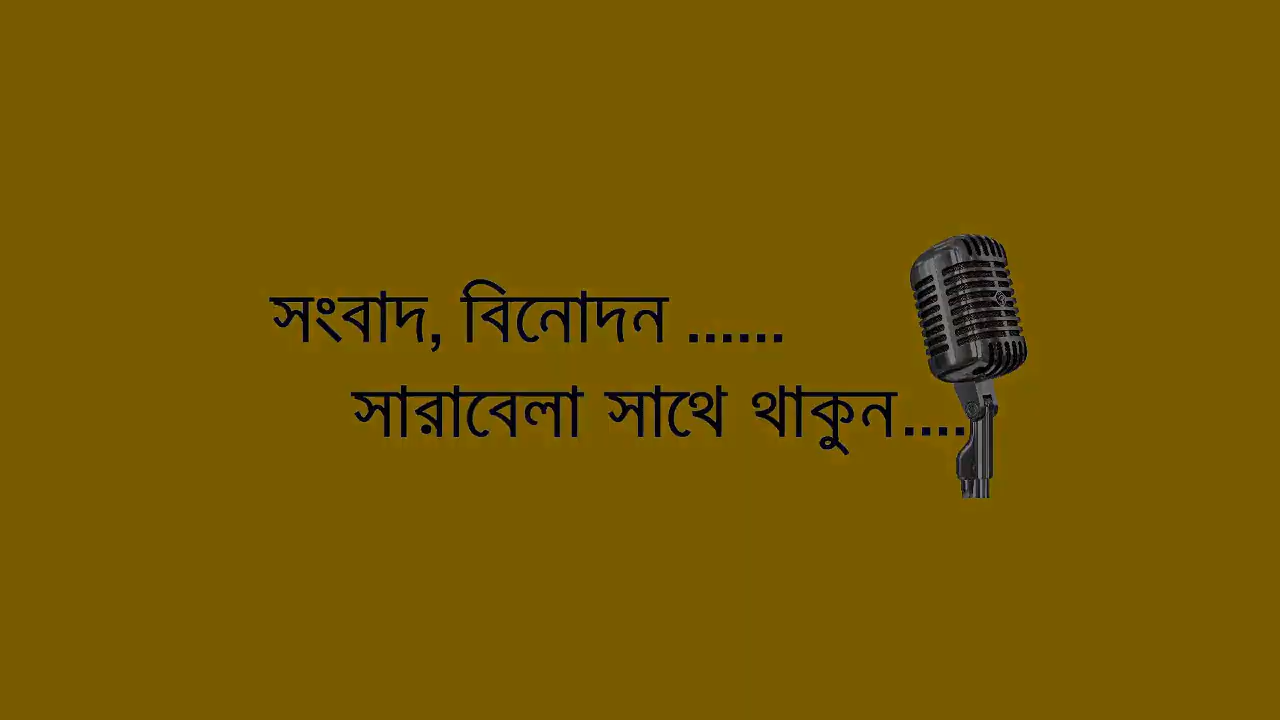 সংবাদ, বিনোদন ......
সারাবেলা সাথে থাকুন....